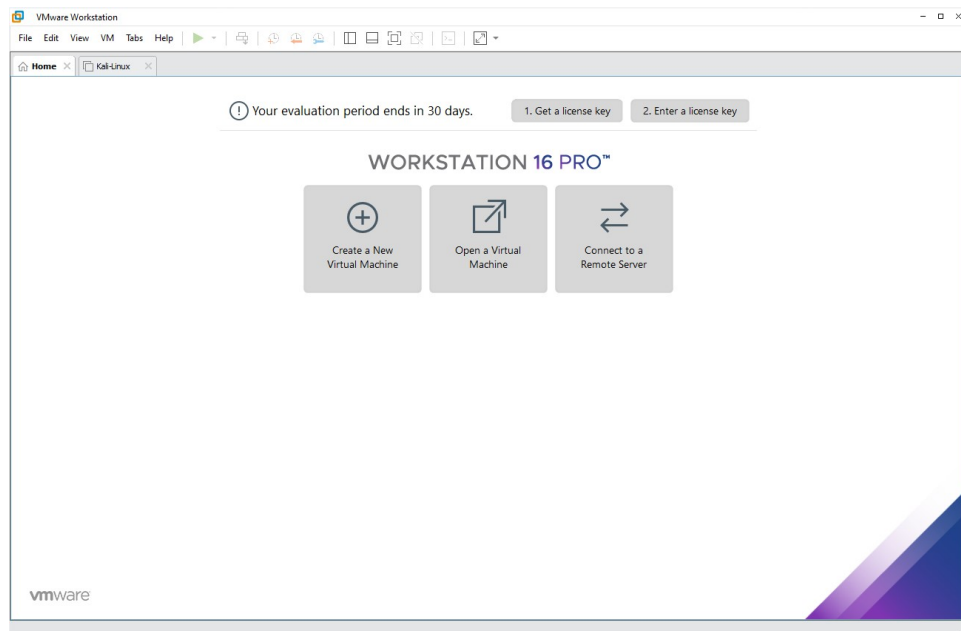 VMware Workstation
File Edit View VM Tabs Help
Home Kali-Linux
Your evaluation period ends in 30 days. 1. Get a license key 2. Enter a license key
WORKSTATION 16 PRO™
Create a New
Virtual Machine
Open a Virtual
Machine
Connect to a
Remote Server
vmware